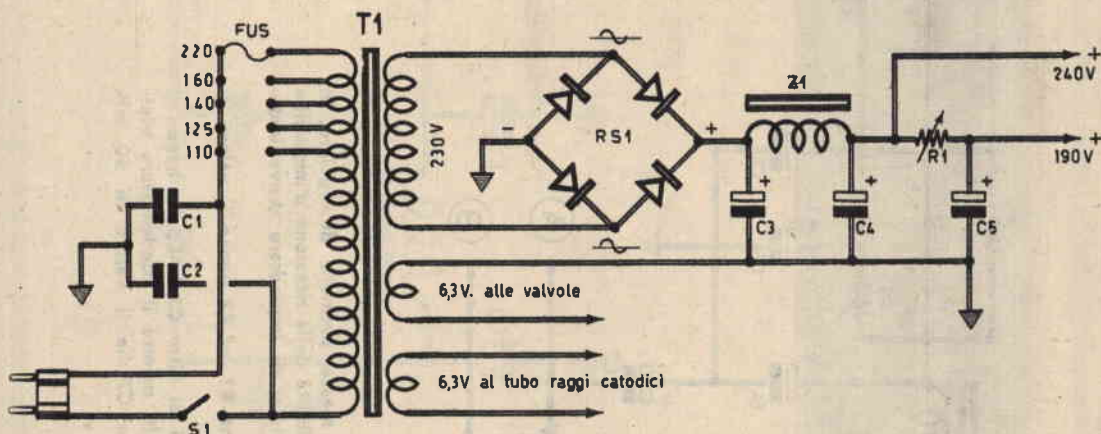 T1
FUS
220
160
140
125
110
230 V
RS1
-
+
Z1
+
240V
+
190V
R1
+
C3
+
C4
+
C5
C1
C2
6,3V. alle valvole
6,3V al tubo raggi catodici
S1